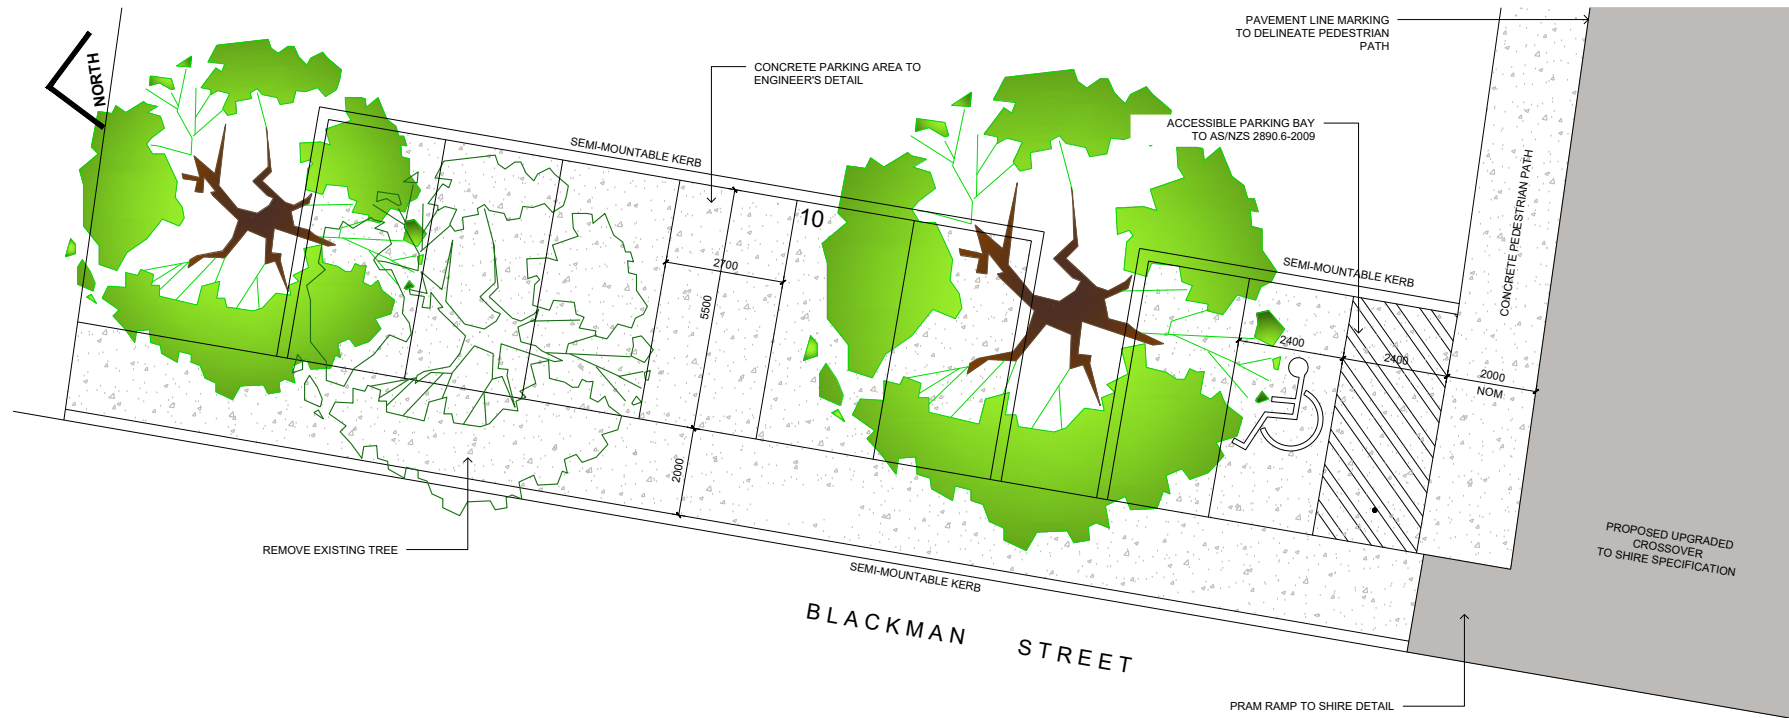 PAVEMENT LINE MARKING
TO DELINEATE PEDESTRIAN
PATH
NORTH
CONCRETE PARKING AREA TO
ENGINEER'S DETAIL
ACCESSIBLE PARKING BAY
TO AS/NZS 2890.6-2009
SEMI-MOUNTABLE KERB
CONCRETE PEDESTRIAN PATH
10
SEMI-MOUNTABLE KERB
2700
5500
2400
2400
2000
NOM
2000
REMOVE EXISTING TREE
PROPOSED UPGRADED
CROSSOVER
TO SHIRE SPECIFICATION
SEMI-MOUNTABLE KERB
BLACKMAN STREET
PRAM RAMP TO SHIRE DETAIL